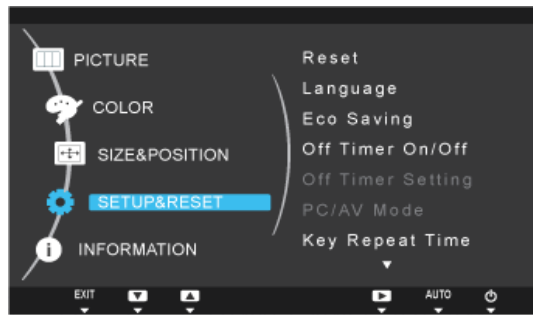 PICTURE
COLOR
SIZE&POSITION
SETUP&RESET
INFORMATION
Reset
Language
Eco Saving
Off Timer On/Off
Off Timer Setting
PC/AV Mode
Key Repeat Time
EXIT
AUTO